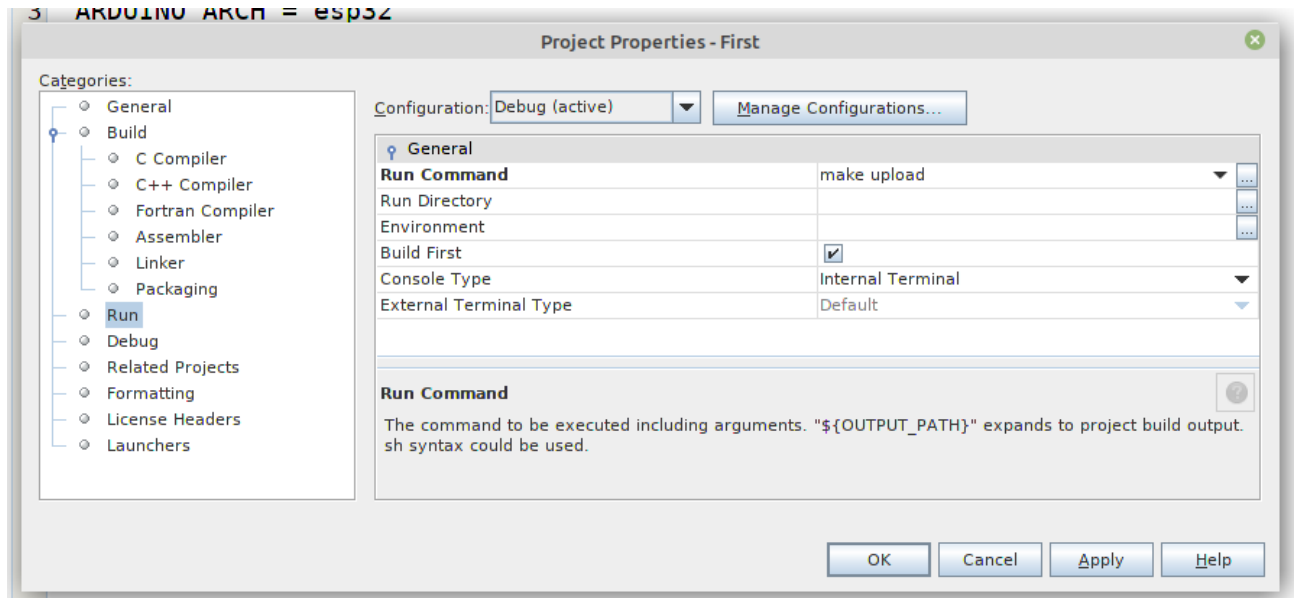 3 ARDUINO ARCH = esp32
Project Properties - First
Categories:
General
Build
C Compiler
C++ Compiler
Fortran Compiler
Assembler
Linker
Packaging
Run
Debug
Related Projects
Formatting
License Headers
Launchers
Configuration: Debug (active) Manage Configurations...
General
Run Command make upload ...
Run Directory ...
Environment ...
Build First
Console Type Internal Terminal
External Terminal Type Default
Run Command
The command to be executed including arguments. "${OUTPUT_PATH}" expands to project build output.
sh syntax could be used.
OK Cancel Apply Help